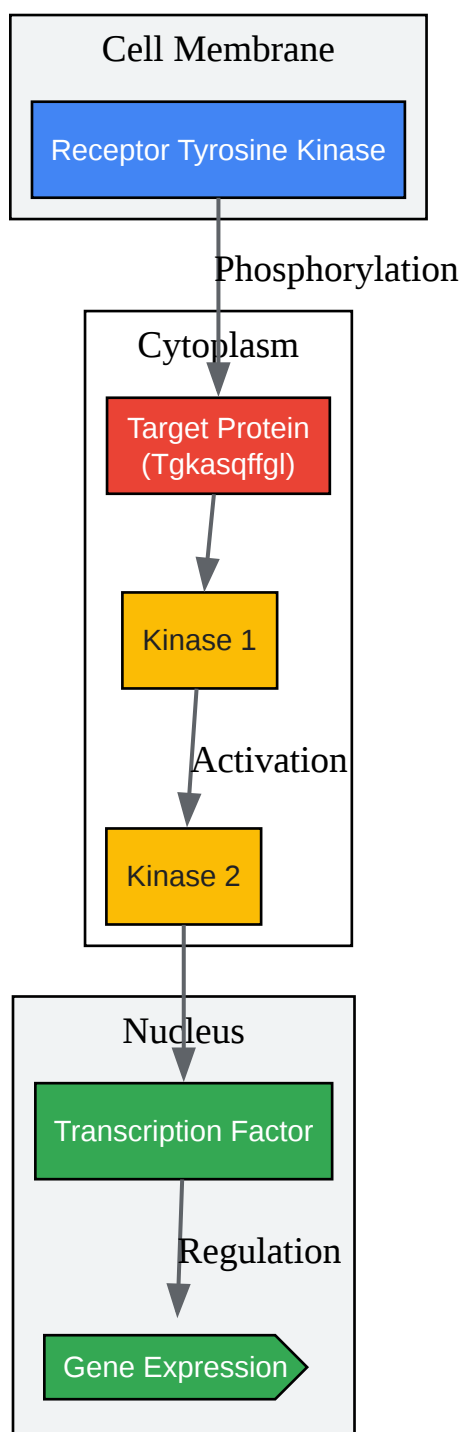 Cell Membrane
Receptor Tyrosine Kinase
Phosphorylation
Cytoplasm
Target Protein
(Tgkasqffgl)
Kinase 1
Activation
Kinase 2
Nucleus
Transcription Factor
Regulation
Gene Expression